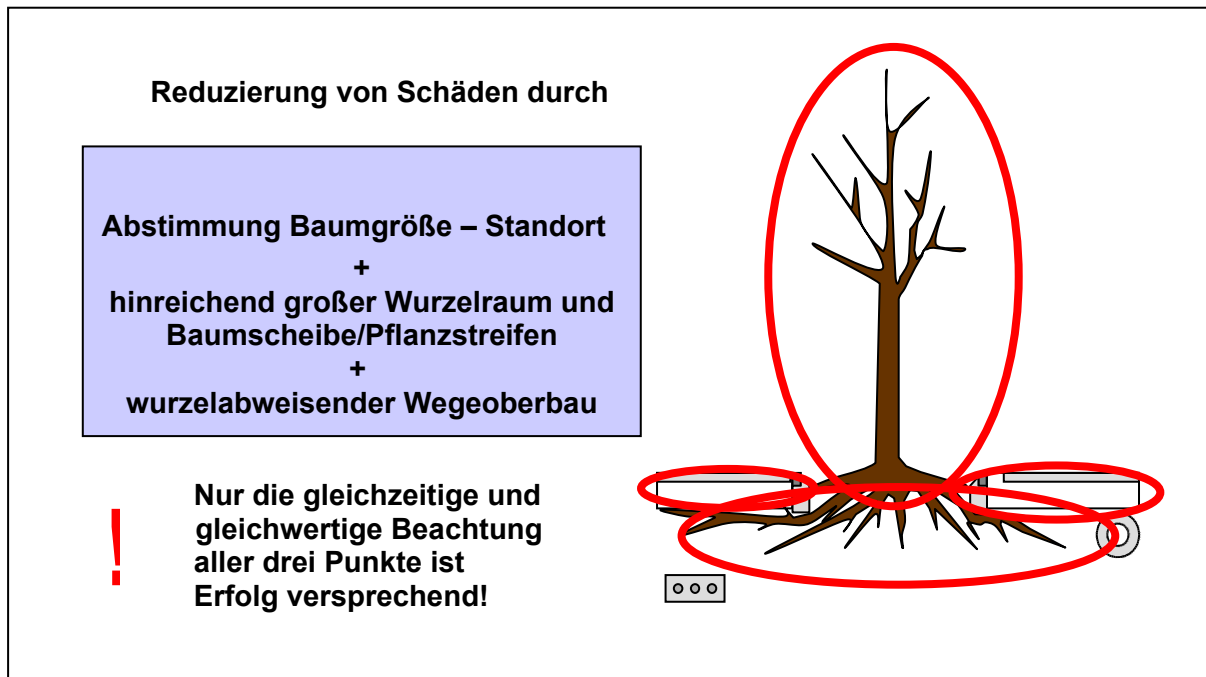 Reduzierung von Schäden durch
Abstimmung Baumgröße – Standort
+
hinreichend großer Wurzelraum und
Baumscheibe/Pflanzstreifen
+
wurzelabweisender Wegeoberbau
!
Nur die gleichzeitige und
gleichwertige Beachtung
aller drei Punkte ist
Erfolg versprechend!